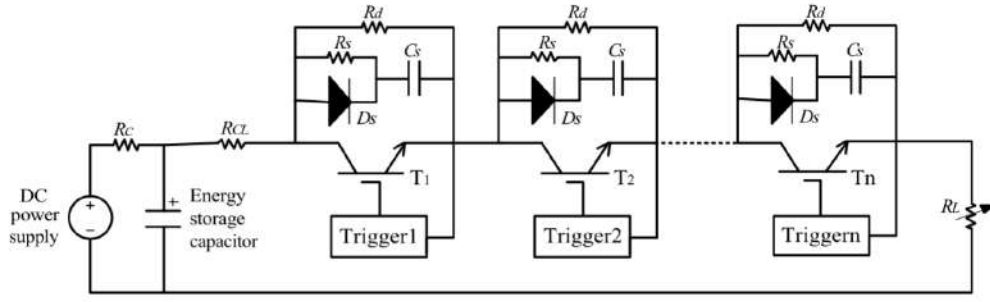 Rd
Rs
Cs
Ds
Rd
Rs
Cs
Ds
Rd
Rs
Cs
Ds
RC
RCL
T1
T2
Tn
DC
power
supply
+
−
+
Energy
storage
capacitor
Trigger1
Trigger2
Triggern
RL